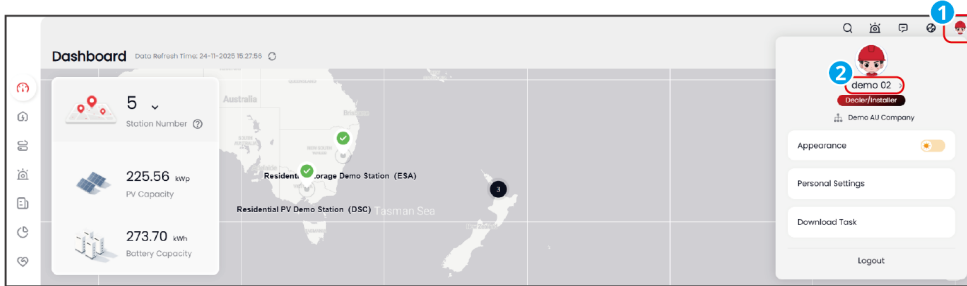 1
Dashboard Data Refresh Time: 24-11-2025 15:27:55
2
demo 02
Dealer/Installer
Demo AU Company
5
Station Number
Australia
225.56 kWp
PV Capacity
Residential Storage Demo Station (ESA)
3
Residential PV Demo Station (DSC) Tasman Sea
273.70 kWh
Battery Capacity
Appearance
Personal Settings
Download Task
Logout